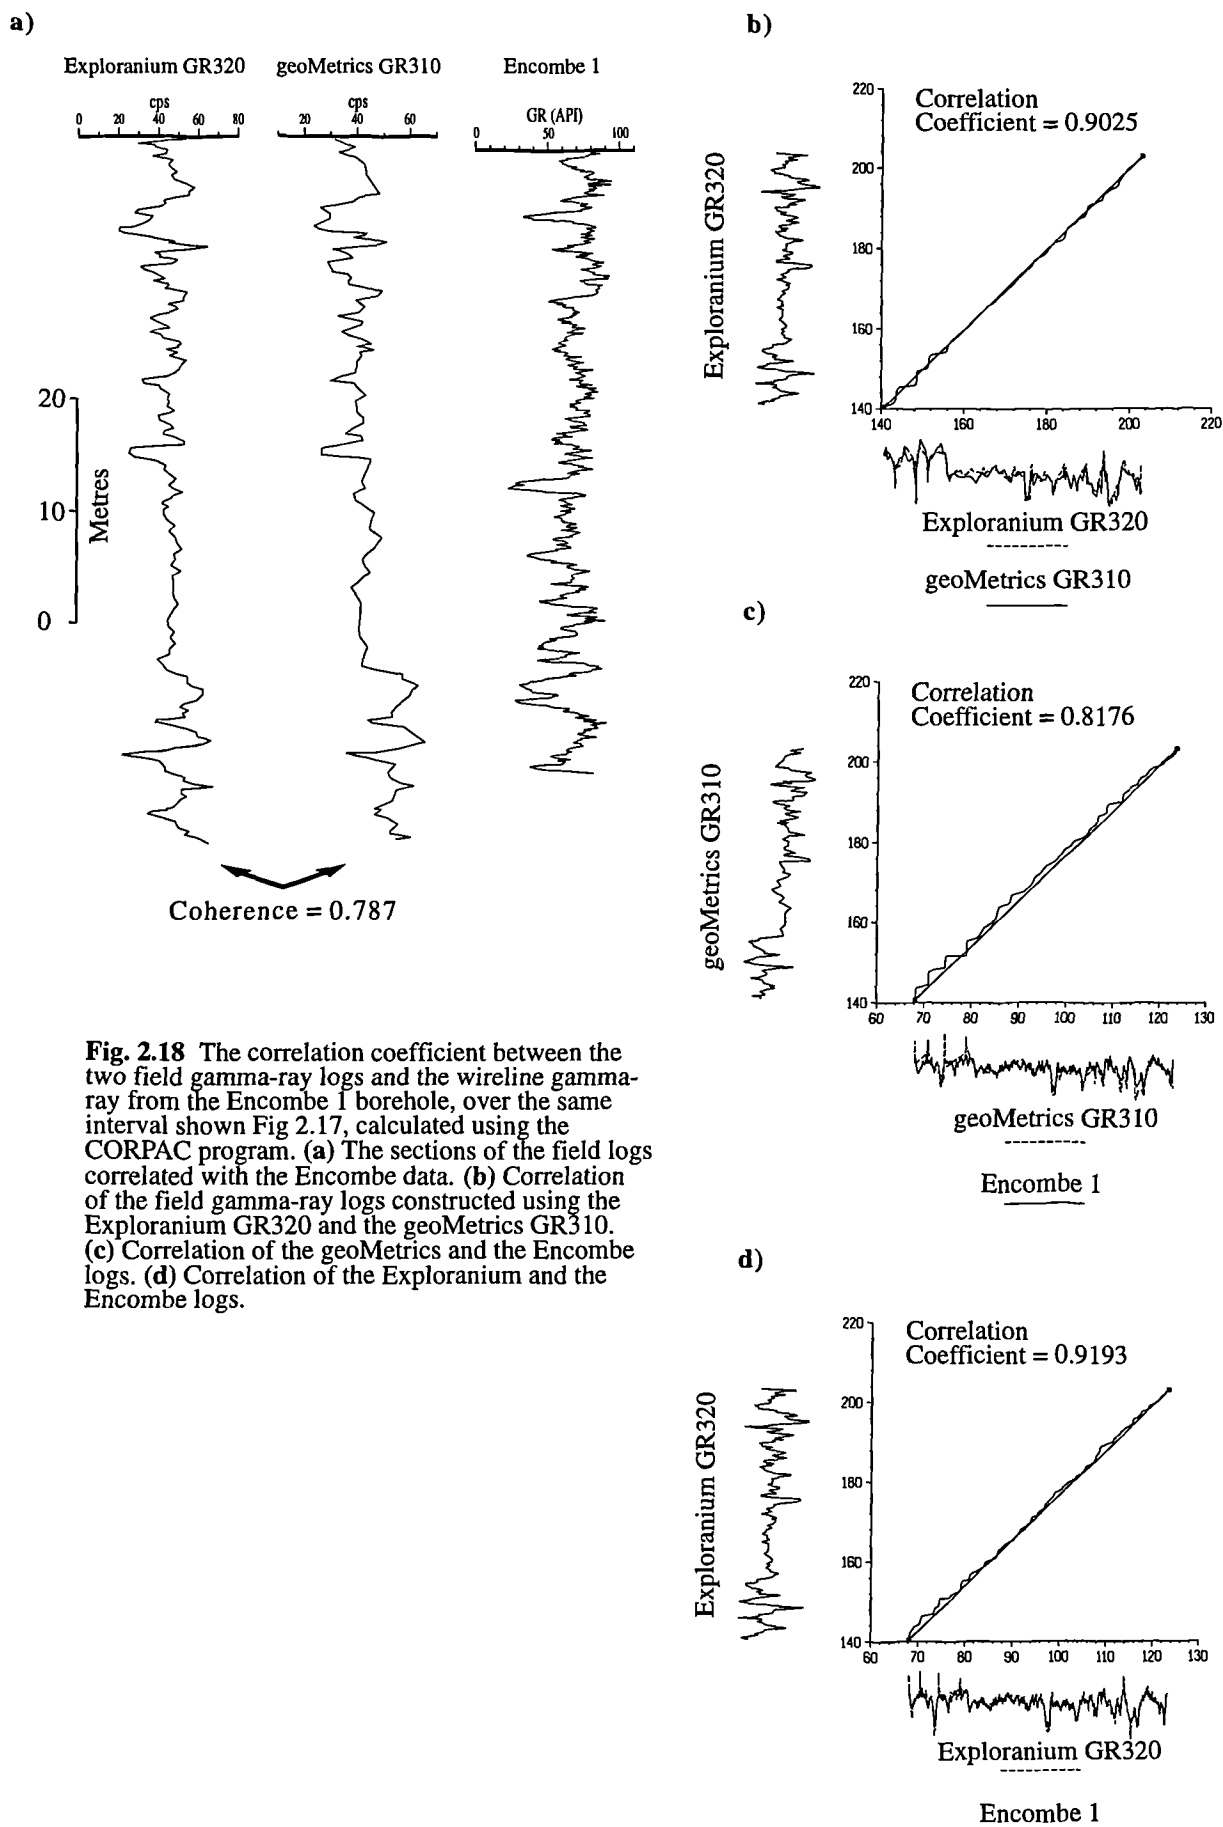 a)
Exploranium GR320
geoMetrics GR310
Encombe 1
cps
cps
GR (API)
0 20 40 60 80
20 40 60
0 50 100
20
10
0
Metres
Coherence = 0.787
Fig. 2.18 The correlation coefficient between the
two field gamma-ray logs and the wireline gamma-
ray from the Encombe 1 borehole, over the same
interval shown Fig 2.17, calculated using the
CORPAC program. (a) The sections of the field logs
correlated with the Encombe data. (b) Correlation
of the field gamma-ray logs constructed using the
Exploranium GR320 and the geoMetrics GR310.
(c) Correlation of the geoMetrics and the Encombe
logs. (d) Correlation of the Exploranium and the
Encombe logs.
b)
Correlation
Coefficient = 0.9025
Exploranium GR320
220
200
180
160
140
140 160 180 200 220
Exploranium GR320
geoMetrics GR310
c)
Correlation
Coefficient = 0.8176
geoMetrics GR310
220
200
180
160
140
60 70 80 90 100 110 120 130
geoMetrics GR310
Encombe 1
d)
Correlation
Coefficient = 0.9193
Exploranium GR320
220
200
180
160
140
60 70 80 90 100 110 120 130
Exploranium GR320
Encombe 1